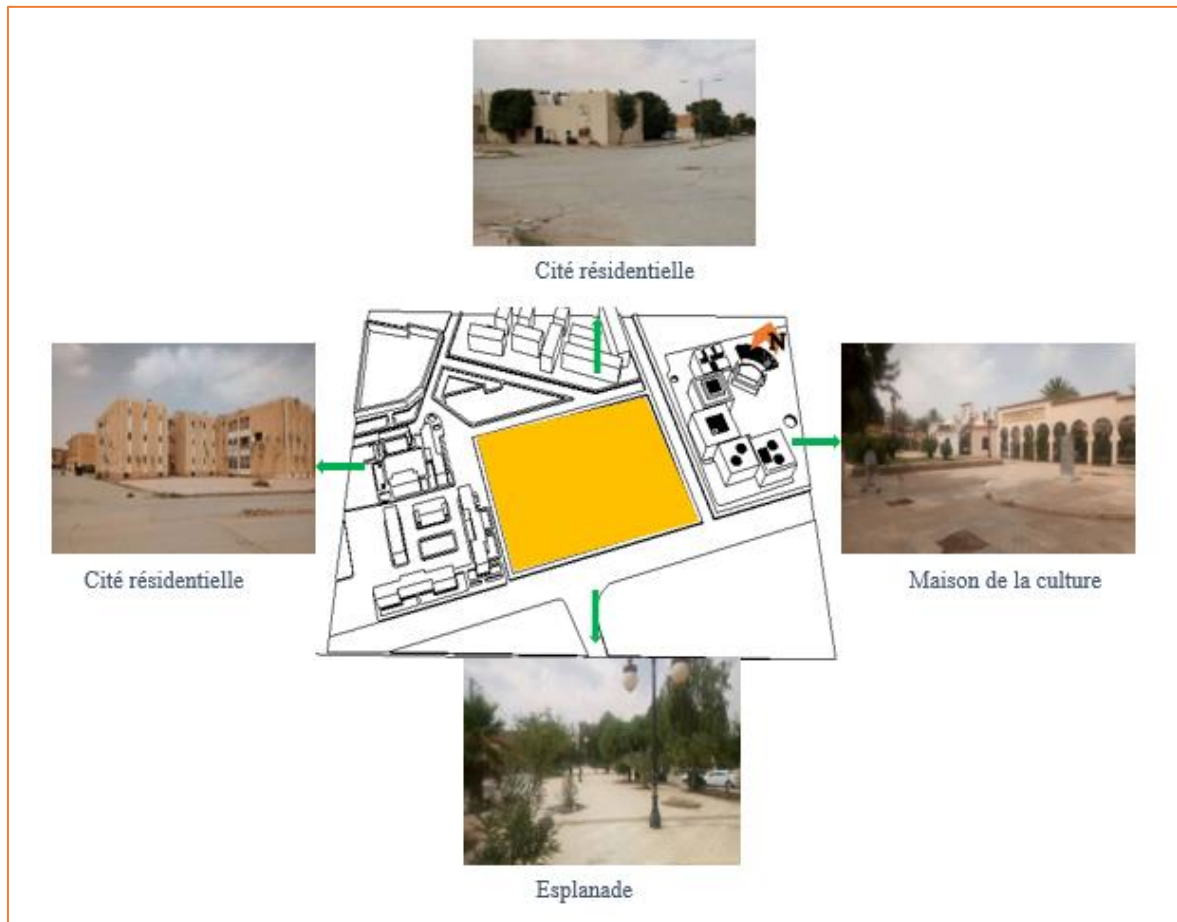 Cité résidentielle
N
Cité résidentielle
Maison de la culture
Esplanade